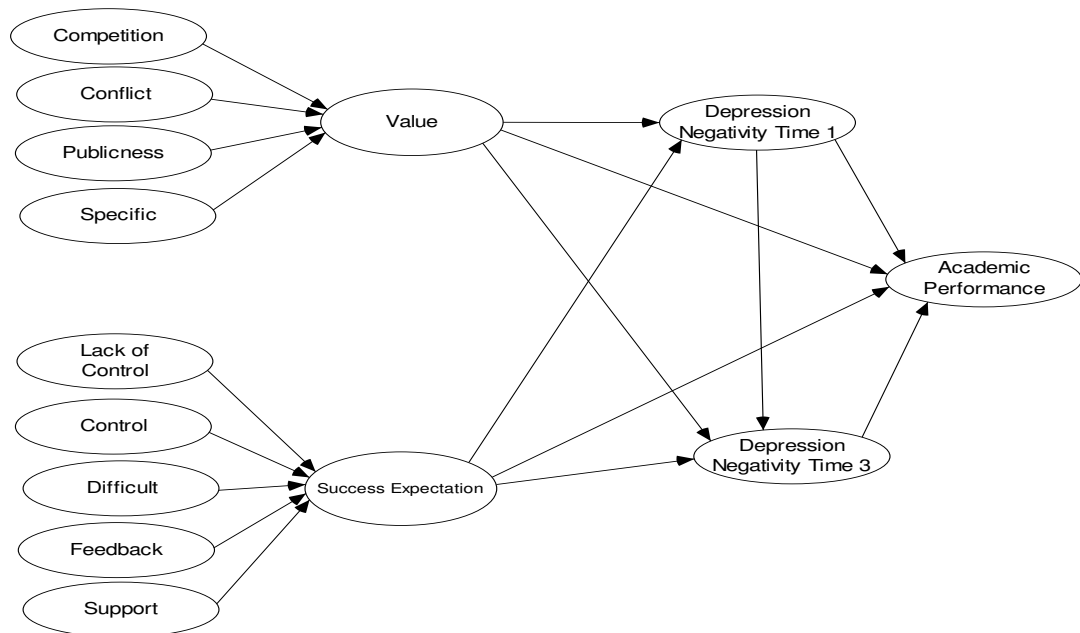 Competition
Conflict
Publicness
Specific
Value
Depression
Negativity Time 1
Academic
Performance
Lack of
Control
Control
Difficult
Feedback
Support
Success Expectation
Depression
Negativity Time 3